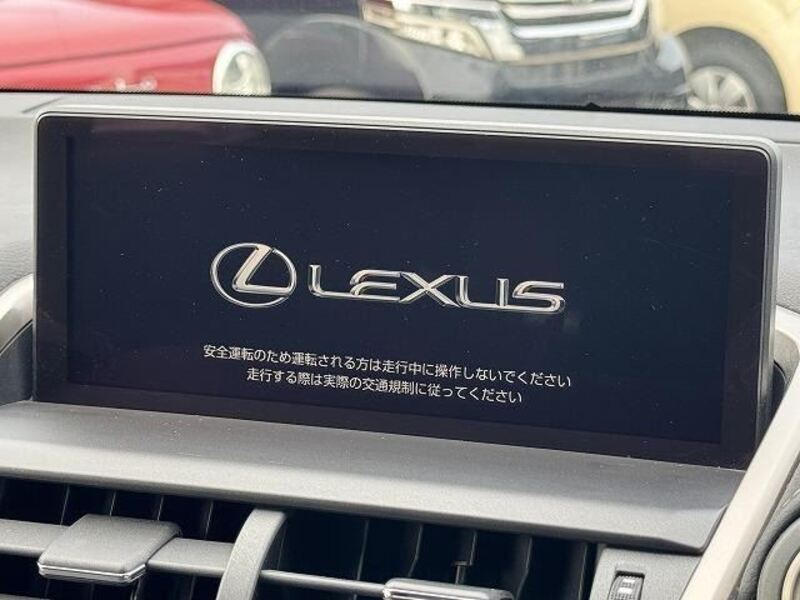 LEXUS
安全運転のため運転される方は走行中に操作しないでください
走行する際は実際の交通規制に従ってください